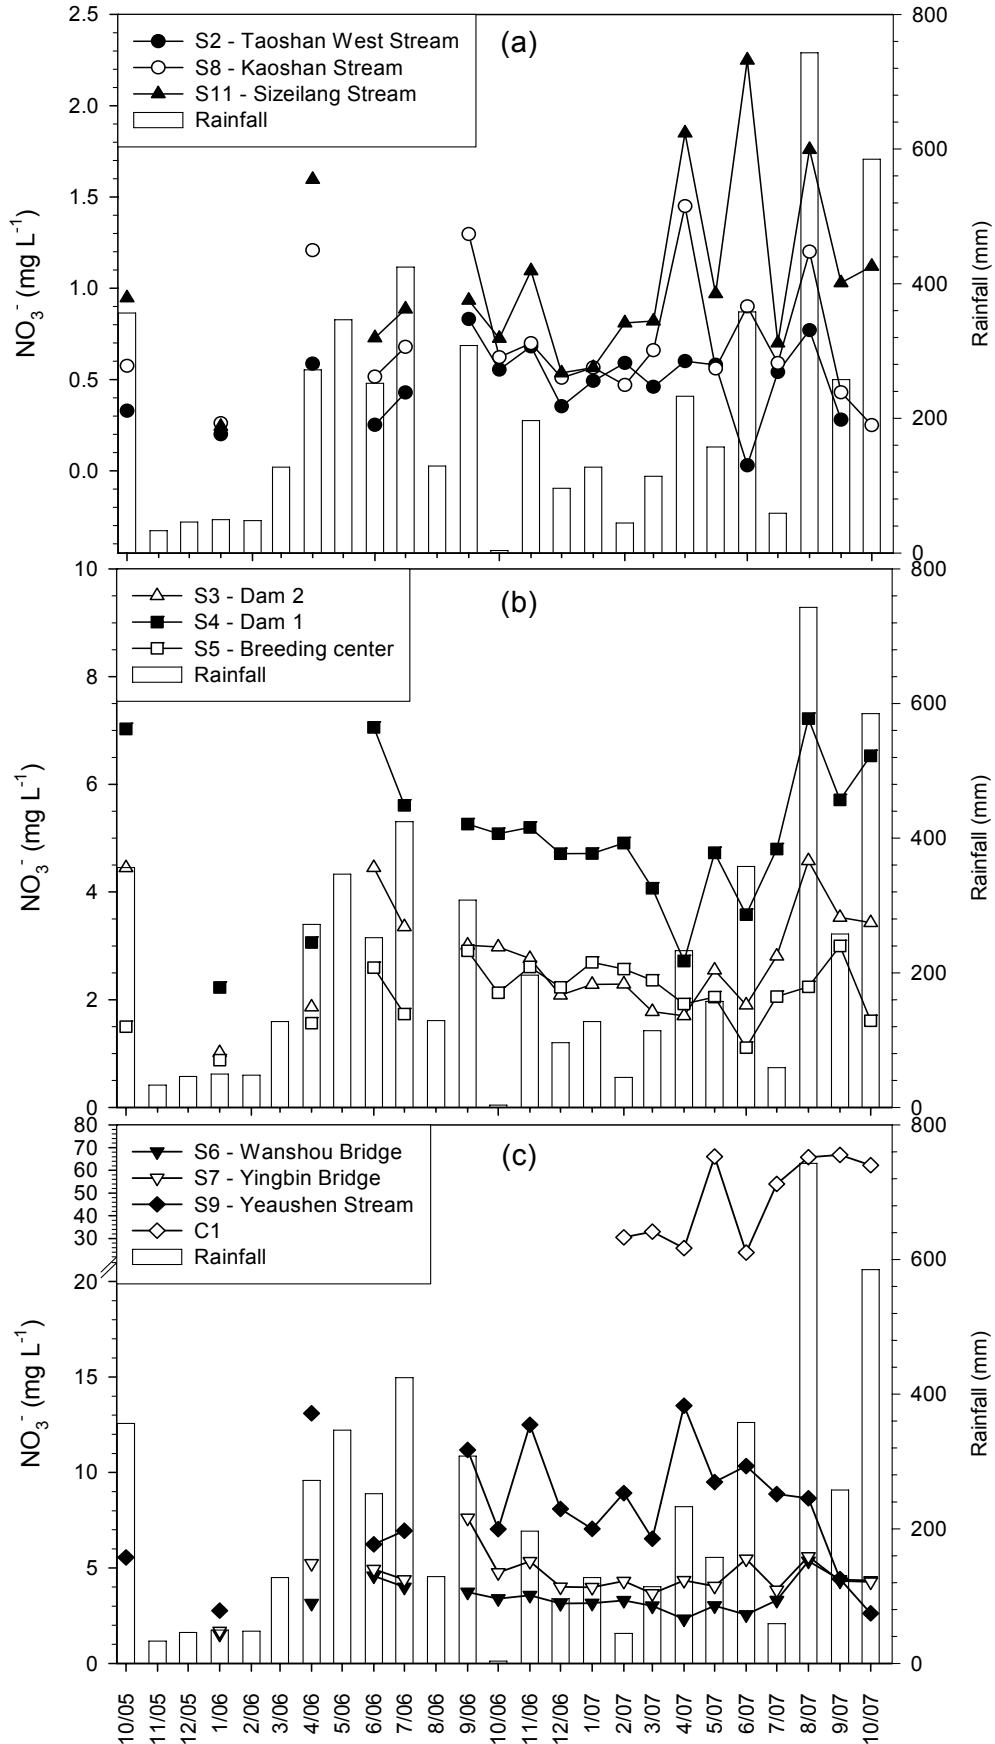 2.5
2.0
1.5
1.0
0.5
0.0
NO₃⁻ (mg L⁻¹)
S2 - Taoshan West Stream
S8 - Kaoshan Stream
S11 - Sizeilang Stream
Rainfall
(a)
800
600
400
200
0
Rainfall (mm)
10
8
6
4
2
0
NO₃⁻ (mg L⁻¹)
S3 - Dam 2
S4 - Dam 1
S5 - Breeding center
Rainfall
(b)
800
600
400
200
0
Rainfall (mm)
80
70
60
50
40
30
20
15
10
5
0
NO₃⁻ (mg L⁻¹)
S6 - Wanshou Bridge
S7 - Yingbin Bridge
S9 - Yeaushen Stream
C1
Rainfall
(c)
800
600
400
200
0
Rainfall (mm)
10/05
11/05
12/05
1/06
2/06
3/06
4/06
5/06
6/06
7/06
8/06
9/06
10/06
11/06
12/06
1/07
2/07
3/07
4/07
5/07
6/07
7/07
8/07
9/07
10/07